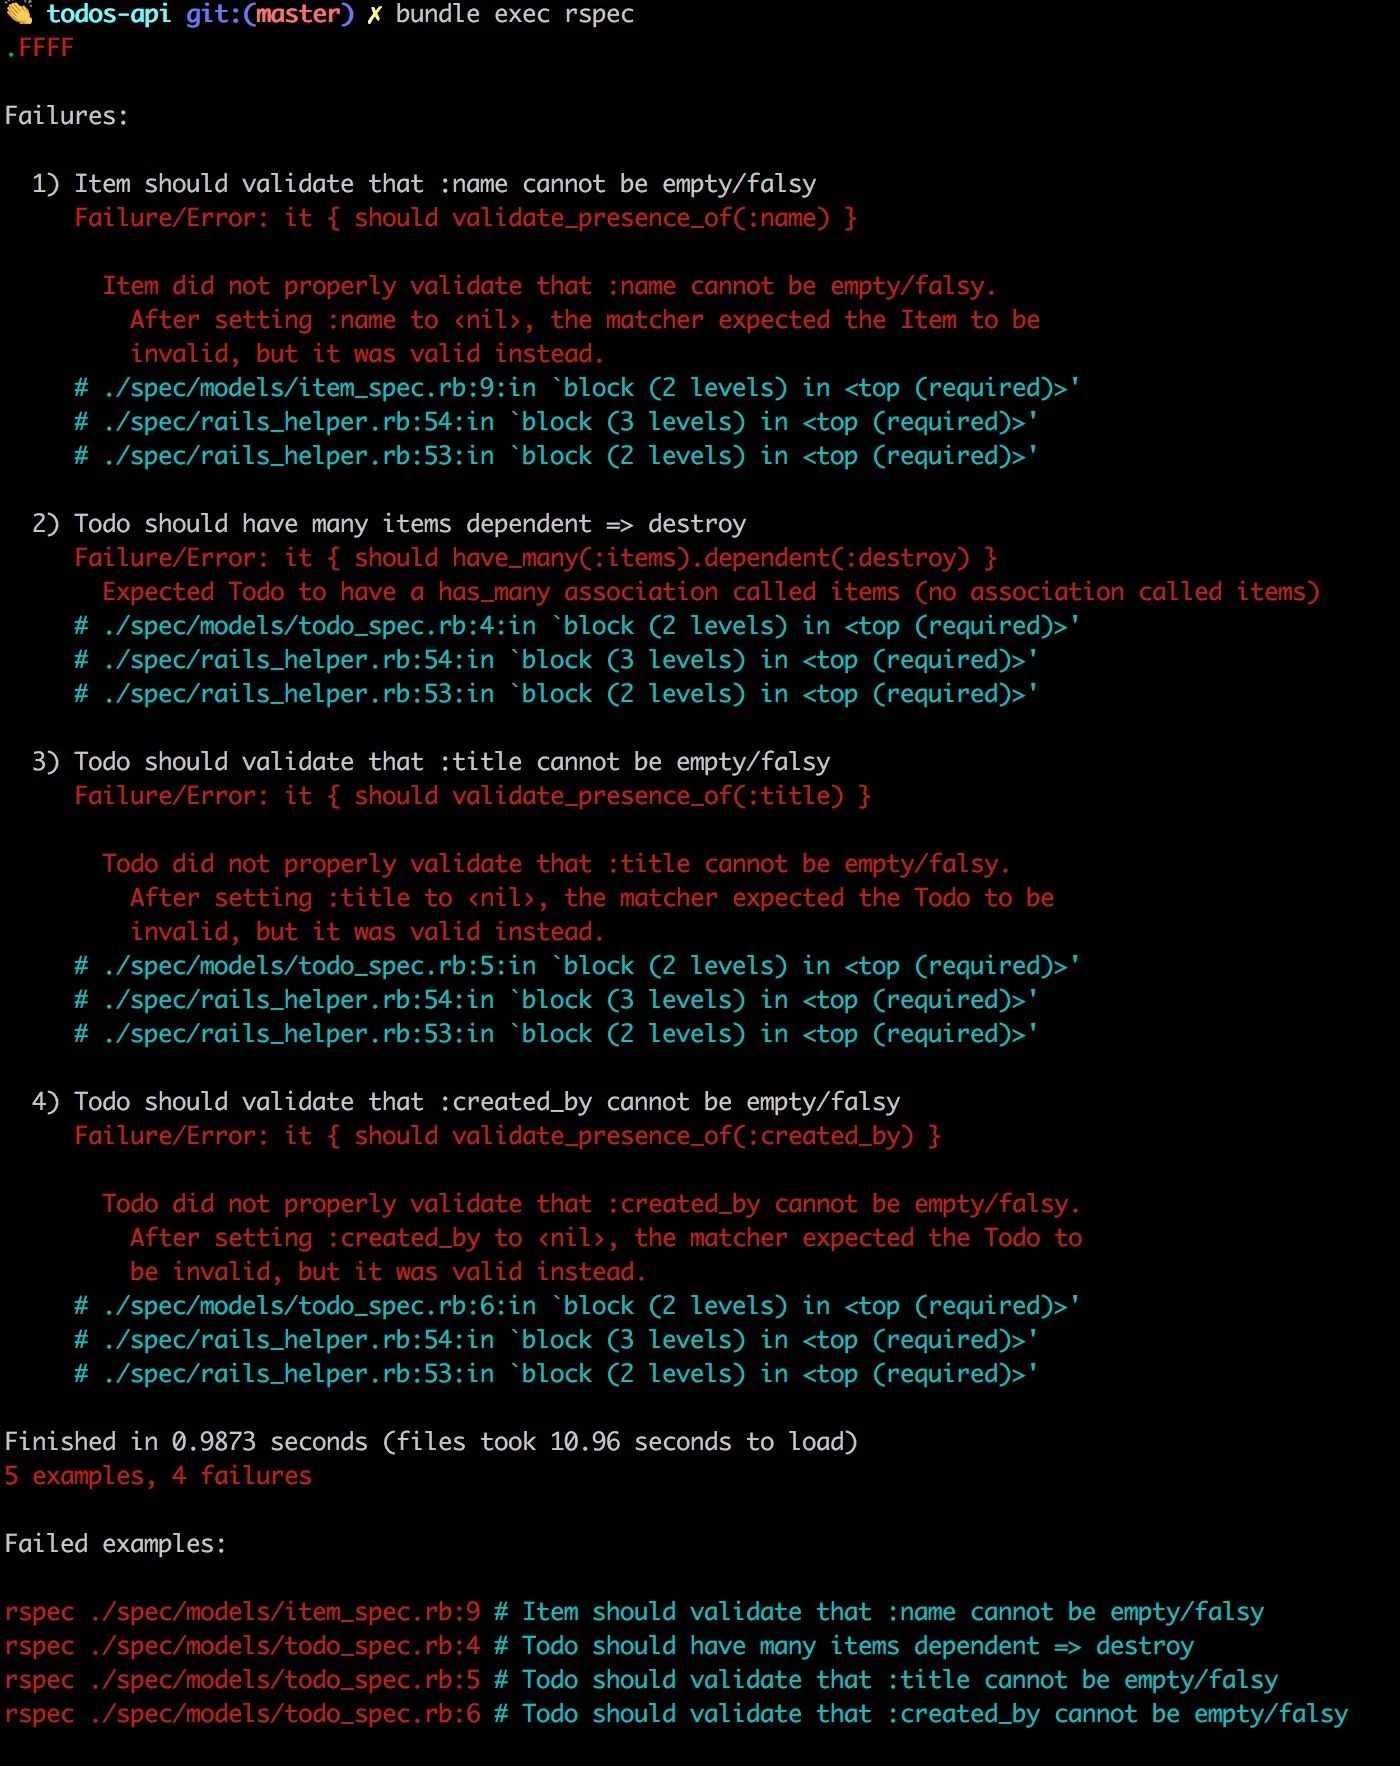 👏 todos-api git:(master) ✗ bundle exec rspec
.FFFF
Failures:
1) Item should validate that :name cannot be empty/falsy
Failure/Error: it { should validate_presence_of(:name) }
Item did not properly validate that :name cannot be empty/falsy.
After setting :name to ‹nil›, the matcher expected the Item to be
invalid, but it was valid instead.
# ./spec/models/item_spec.rb:9:in `block (2 levels) in <top (required)>'
# ./spec/rails_helper.rb:54:in `block (3 levels) in <top (required)>'
# ./spec/rails_helper.rb:53:in `block (2 levels) in <top (required)>'
2) Todo should have many items dependent => destroy
Failure/Error: it { should have_many(:items).dependent(:destroy) }
Expected Todo to have a has_many association called items (no association called items)
# ./spec/models/todo_spec.rb:4:in `block (2 levels) in <top (required)>'
# ./spec/rails_helper.rb:54:in `block (3 levels) in <top (required)>'
# ./spec/rails_helper.rb:53:in `block (2 levels) in <top (required)>'
3) Todo should validate that :title cannot be empty/falsy
Failure/Error: it { should validate_presence_of(:title) }
Todo did not properly validate that :title cannot be empty/falsy.
After setting :title to ‹nil›, the matcher expected the Todo to be
invalid, but it was valid instead.
# ./spec/models/todo_spec.rb:5:in `block (2 levels) in <top (required)>'
# ./spec/rails_helper.rb:54:in `block (3 levels) in <top (required)>'
# ./spec/rails_helper.rb:53:in `block (2 levels) in <top (required)>'
4) Todo should validate that :created_by cannot be empty/falsy
Failure/Error: it { should validate_presence_of(:created_by) }
Todo did not properly validate that :created_by cannot be empty/falsy.
After setting :created_by to ‹nil›, the matcher expected the Todo to
be invalid, but it was valid instead.
# ./spec/models/todo_spec.rb:6:in `block (2 levels) in <top (required)>'
# ./spec/rails_helper.rb:54:in `block (3 levels) in <top (required)>'
# ./spec/rails_helper.rb:53:in `block (2 levels) in <top (required)>'
Finished in 0.9873 seconds (files took 10.96 seconds to load)
5 examples, 4 failures
Failed examples:
rspec ./spec/models/item_spec.rb:9 # Item should validate that :name cannot be empty/falsy
rspec ./spec/models/todo_spec.rb:4 # Todo should have many items dependent => destroy
rspec ./spec/models/todo_spec.rb:5 # Todo should validate that :title cannot be empty/falsy
rspec ./spec/models/todo_spec.rb:6 # Todo should validate that :created_by cannot be empty/falsy